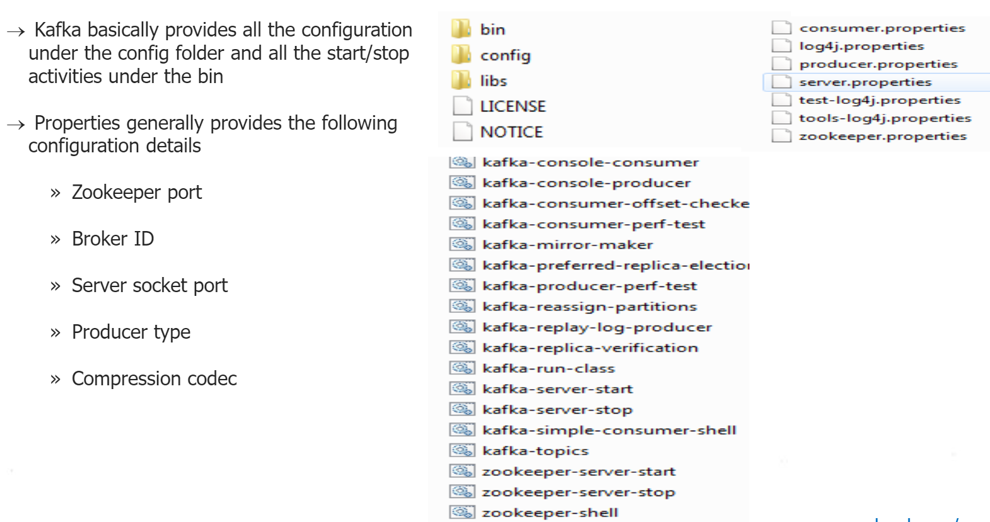 → Kafka basically provides all the configuration
under the config folder and all the start/stop
activities under the bin
→ Properties generally provides the following
configuration details
» Zookeeper port
» Broker ID
» Server socket port
» Producer type
» Compression codec
bin
config
libs
LICENSE
NOTICE
consumer.properties
log4j.properties
producer.properties
server.properties
test-log4j.properties
tools-log4j.properties
zookeeper.properties
kafka-console-consumer
kafka-console-producer
kafka-consumer-offset-checke
kafka-consumer-perf-test
kafka-mirror-maker
kafka-preferred-replica-election
kafka-producer-perf-test
kafka-reassign-partitions
kafka-replay-log-producer
kafka-replica-verification
kafka-run-class
kafka-server-start
kafka-server-stop
kafka-simple-consumer-shell
kafka-topics
zookeeper-server-start
zookeeper-server-stop
zookeeper-shell